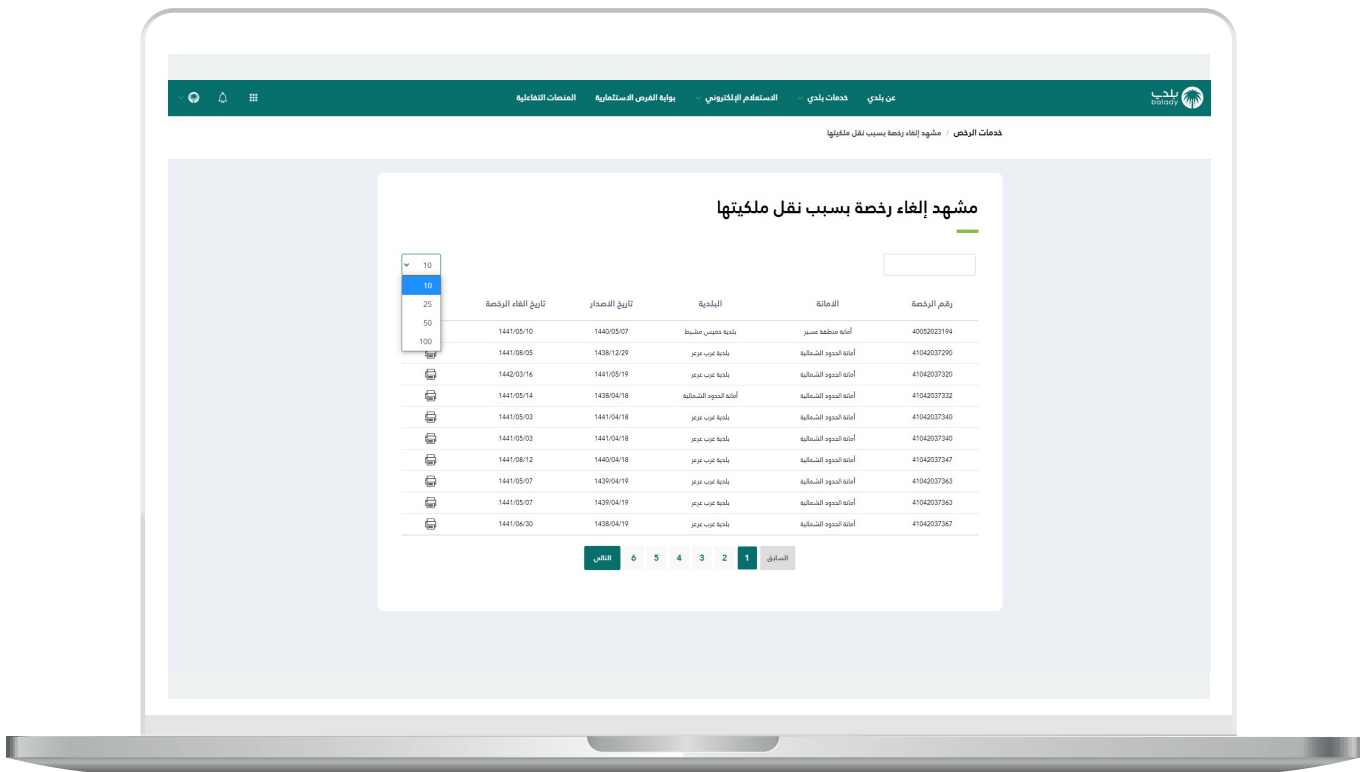 بلدي
balady
عن بلدي خدمات بلدي الاستعلام الإلكتروني بوابة الفرص الاستثمارية المنصات التفاعلية
خدمات الرخص / مشهد إلغاء رخصة بسبب نقل ملكيتها
مشهد إلغاء رخصة بسبب نقل ملكيتها
10
10
25
50
100
رقم الرخصة الامانة البلدية تاريخ الاصدار تاريخ الغاء الرخصة
40052023194 أمانة منطقة عسير بلدية خميس مشيط 1440/05/07 1441/05/10
41042037290 أمانة الحدود الشمالية بلدية غرب عرعر 1438/12/29 1441/08/05
41042037320 أمانة الحدود الشمالية بلدية غرب عرعر 1441/05/19 1442/03/16
41042037332 أمانة الحدود الشمالية أمانة الحدود الشمالية 1438/04/18 1441/05/14
41042037340 أمانة الحدود الشمالية بلدية غرب عرعر 1441/04/18 1441/05/03
41042037340 أمانة الحدود الشمالية بلدية غرب عرعر 1441/04/18 1441/05/03
41042037347 أمانة الحدود الشمالية بلدية غرب عرعر 1440/04/18 1441/08/12
41042037363 أمانة الحدود الشمالية بلدية غرب عرعر 1439/04/19 1441/05/07
41042037363 أمانة الحدود الشمالية بلدية غرب عرعر 1439/04/19 1441/05/07
41042037367 أمانة الحدود الشمالية بلدية غرب عرعر 1438/04/19 1441/06/30
السابق 1 2 3 4 5 6 التالي